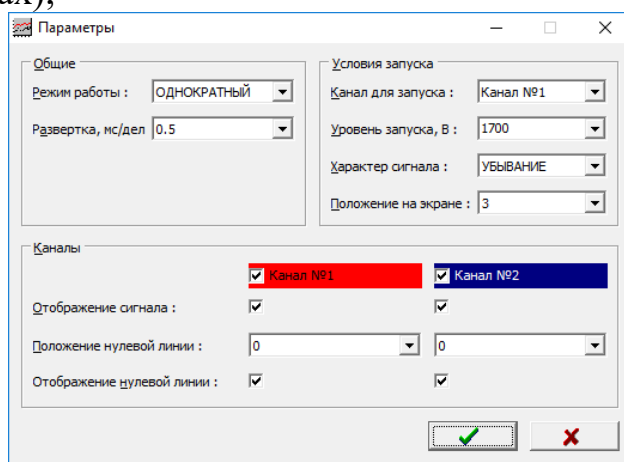 ах),
Параметры
Общие
Режим работы : ОДНОКРАТНЫЙ
Развертка, мс/дел 0.5
Условия запуска
Канал для запуска : Канал №1
Уровень запуска, В : 1700
Характер сигнала : УБЫВАНИЕ
Положение на экране : 3
Каналы
Канал №1 Канал №2
Отображение сигнала :
Положение нулевой линии : 0 0
Отображение нулевой линии :